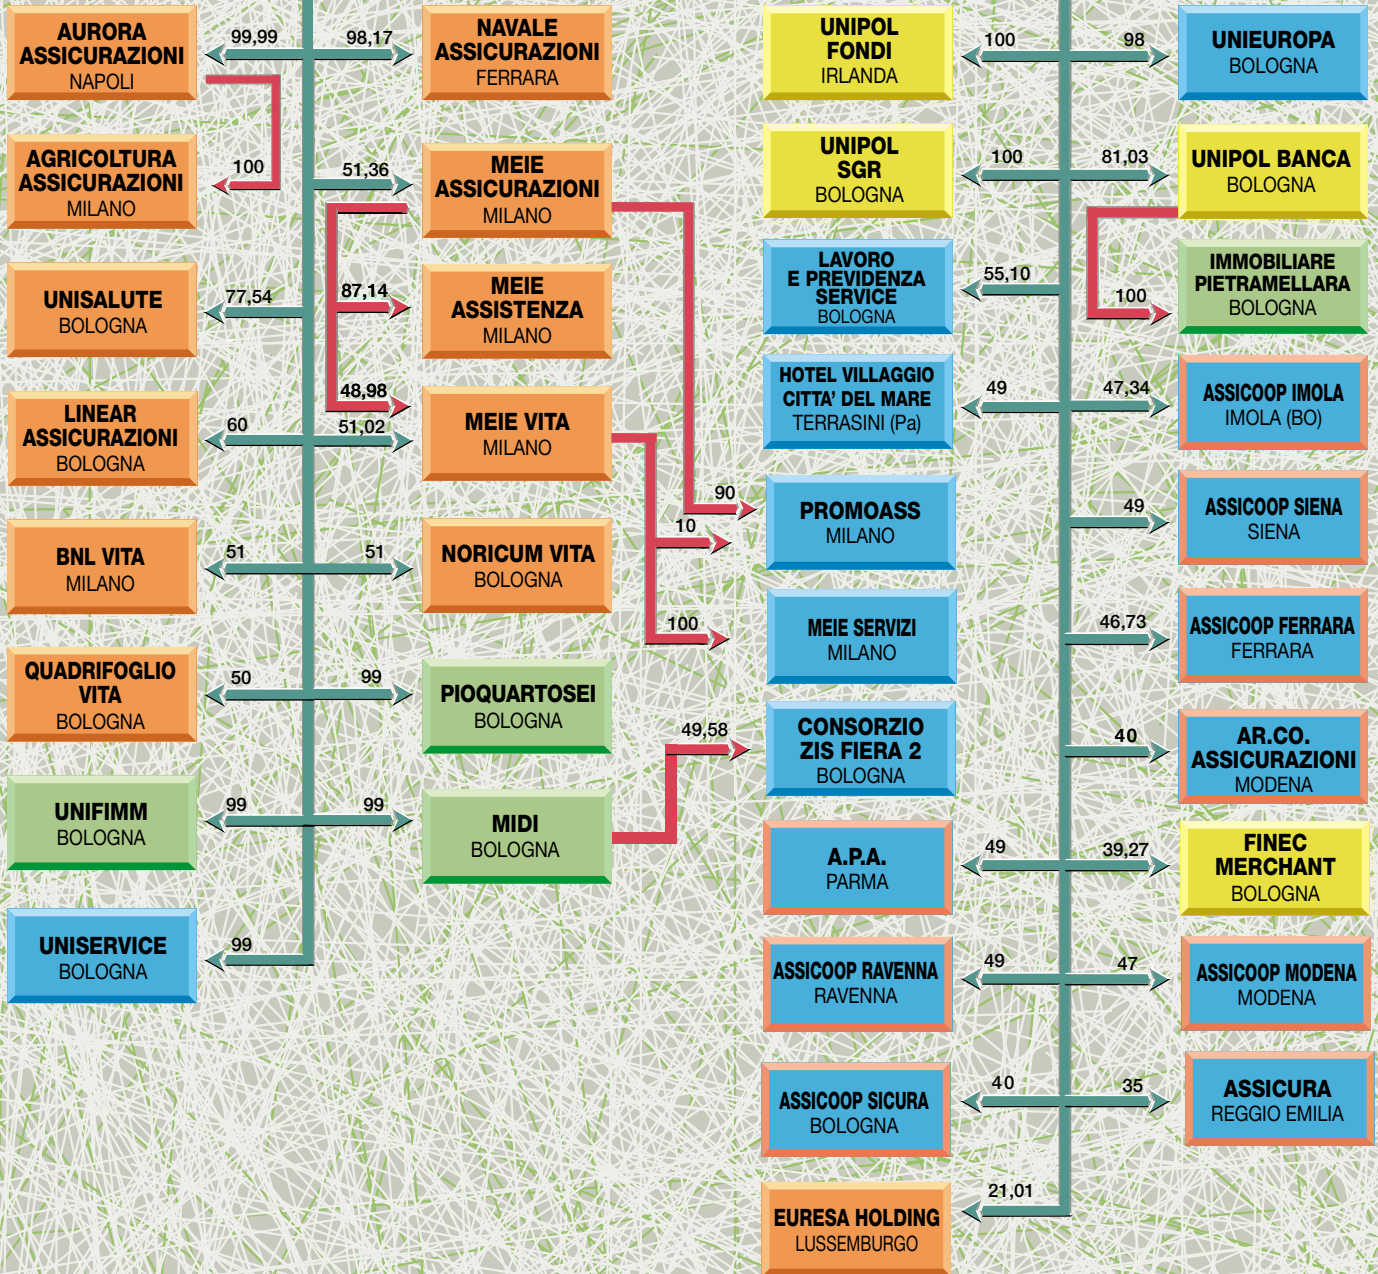 AURORA
ASSICURAZIONI
NAPOLI
99,99
98,17
NAVALE
ASSICURAZIONI
FERRARA
AGRICOLTURA
ASSICURAZIONI
MILANO
100
51,36
MEIE
ASSICURAZIONI
MILANO
UNISALUTE
BOLOGNA
77,54
87,14
MEIE
ASSISTENZA
MILANO
LINEAR
ASSICURAZIONI
BOLOGNA
60
48,98
51,02
MEIE VITA
MILANO
BNL VITA
MILANO
51
51
NORICUM VITA
BOLOGNA
QUADRIFOGLIO
VITA
BOLOGNA
50
99
PIOQUARTOSEI
BOLOGNA
UNIFIMM
BOLOGNA
99
99
MIDI
BOLOGNA
UNISERVICE
BOLOGNA
99
UNIPOL
FONDI
IRLANDA
100
98
UNIEUROPA
BOLOGNA
UNIPOL
SGR
BOLOGNA
100
81,03
UNIPOL BANCA
BOLOGNA
LAVORO
E PREVIDENZA
SERVICE
BOLOGNA
55,10
100
IMMOBILIARE
PIETRAMELLARA
BOLOGNA
HOTEL VILLAGGIO
CITTA' DEL MARE
TERRASINI (Pa)
49
47,34
ASSICOOP IMOLA
IMOLA (BO)
90
10
PROMOASS
MILANO
49
ASSICOOP SIENA
SIENA
100
MEIE SERVIZI
MILANO
46,73
ASSICOOP FERRARA
FERRARA
49,58
CONSORZIO
ZIS FIERA 2
BOLOGNA
40
AR.CO.
ASSICURAZIONI
MODENA
A.P.A.
PARMA
49
39,27
FINEC
MERCHANT
BOLOGNA
ASSICOOP RAVENNA
RAVENNA
49
47
ASSICOOP MODENA
MODENA
ASSICOOP SICURA
BOLOGNA
40
35
ASSICURA
REGGIO EMILIA
EURESA HOLDING
LUSSEMBURGO
21,01